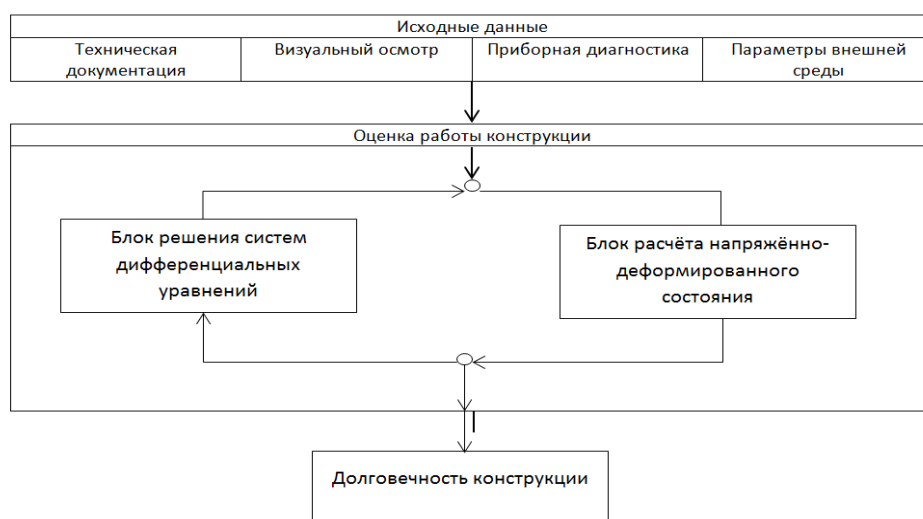 Исходные данные
Техническая
документация
Визуальный осмотр
Приборная диагностика
Параметры внешней
среды
Оценка работы конструкции
Блок решения систем
дифференциальных
уравнений
Блок расчёта напряжённо-
деформированного
состояния
Долговечность конструкции